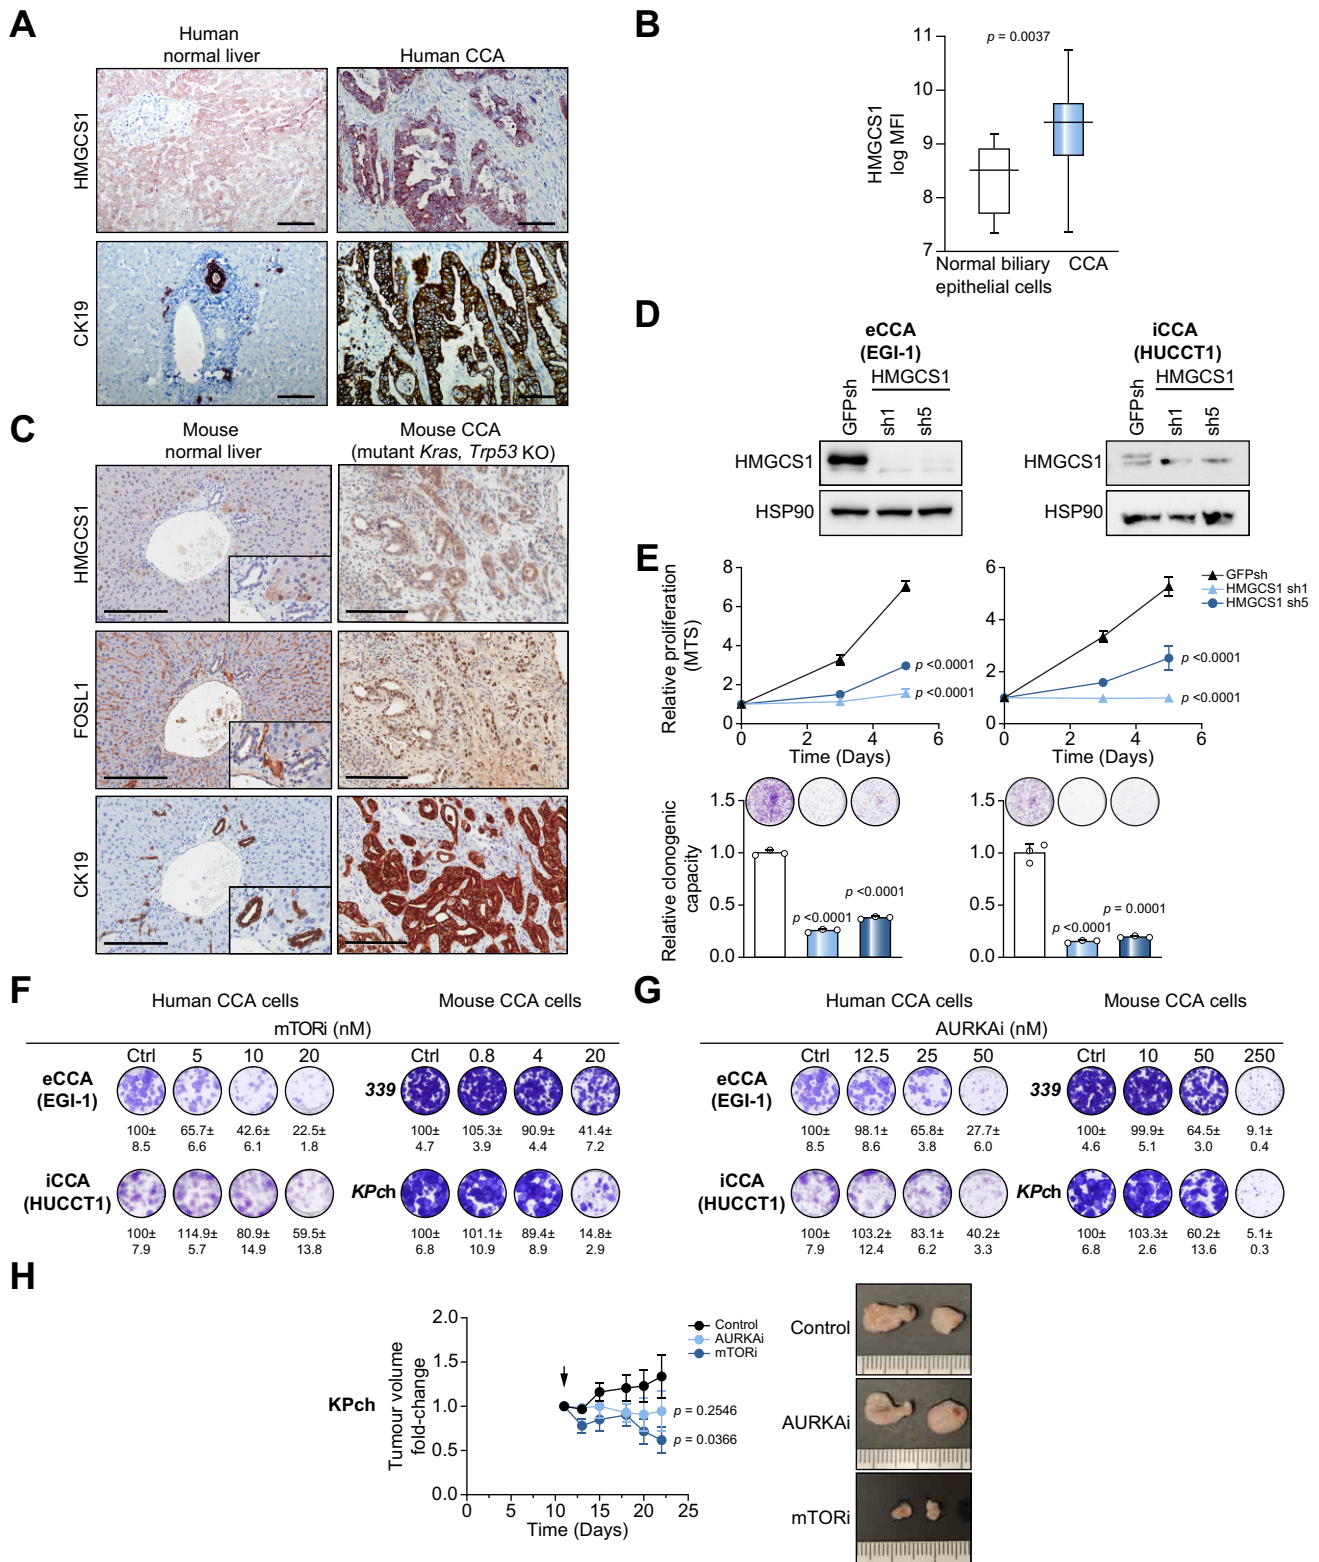 A
Human
normal liver
Human CCA
HMGCS1
CK19
B
p = 0.0037
HMGCS1
log MFI
11
10
9
8
7
Normal biliary
epithelial cells
CCA
C
Mouse
normal liver
Mouse CCA
(mutant Kras, Trp53 KO)
HMGCS1
FOSL1
CK19
D
eCCA
(EGI-1)
iCCA
(HUCCT1)
GFPsh
HMGCS1
sh1
sh5
GFPsh
HMGCS1
sh1
sh5
HMGCS1
HSP90
HMGCS1
HSP90
E
Relative proliferation
(MTS)
8
6
4
2
0
p <0.0001
p <0.0001
0 2 4 6
Time (Days)
6
4
2
0
GFPsh
HMGCS1 sh1
HMGCS1 sh5
p <0.0001
p <0.0001
0 2 4 6
Time (Days)
Relative clonogenic
capacity
1.5
1.0
0.5
0.0
p <0.0001
p <0.0001
1.5
1.0
0.5
0.0
p <0.0001
p = 0.0001
F
Human CCA cells
Mouse CCA cells
mTORi (nM)
Ctrl 5 10 20 Ctrl 0.8 4 20
eCCA
(EGI-1)
339
100± 65.7± 42.6± 22.5± 100± 105.3± 90.9± 41.4±
8.5 6.6 6.1 1.8 4.7 3.9 4.4 7.2
iCCA
(HUCCT1)
KPch
100± 114.9± 80.9± 59.5± 100± 101.1± 89.4± 14.8±
7.9 5.7 14.9 13.8 6.8 10.9 8.9 2.9
G
Human CCA cells
Mouse CCA cells
AURKAi (nM)
Ctrl 12.5 25 50 Ctrl 10 50 250
eCCA
(EGI-1)
339
100± 98.1± 65.8± 27.7± 100± 99.9± 64.5± 9.1±
8.5 8.6 3.8 6.0 4.6 5.1 3.0 0.4
iCCA
(HUCCT1)
KPch
100± 103.2± 83.1± 40.2± 100± 103.3± 60.2± 5.1±
7.9 12.4 6.2 3.3 6.8 2.6 13.6 0.3
H
KPch
Tumour volume
fold-change
2.0
1.5
1.0
0.5
0.0
Control
AURKAi
mTORi
p = 0.2546
p = 0.0366
0 5 10 15 20 25
Time (Days)
Control
AURKAi
mTORi